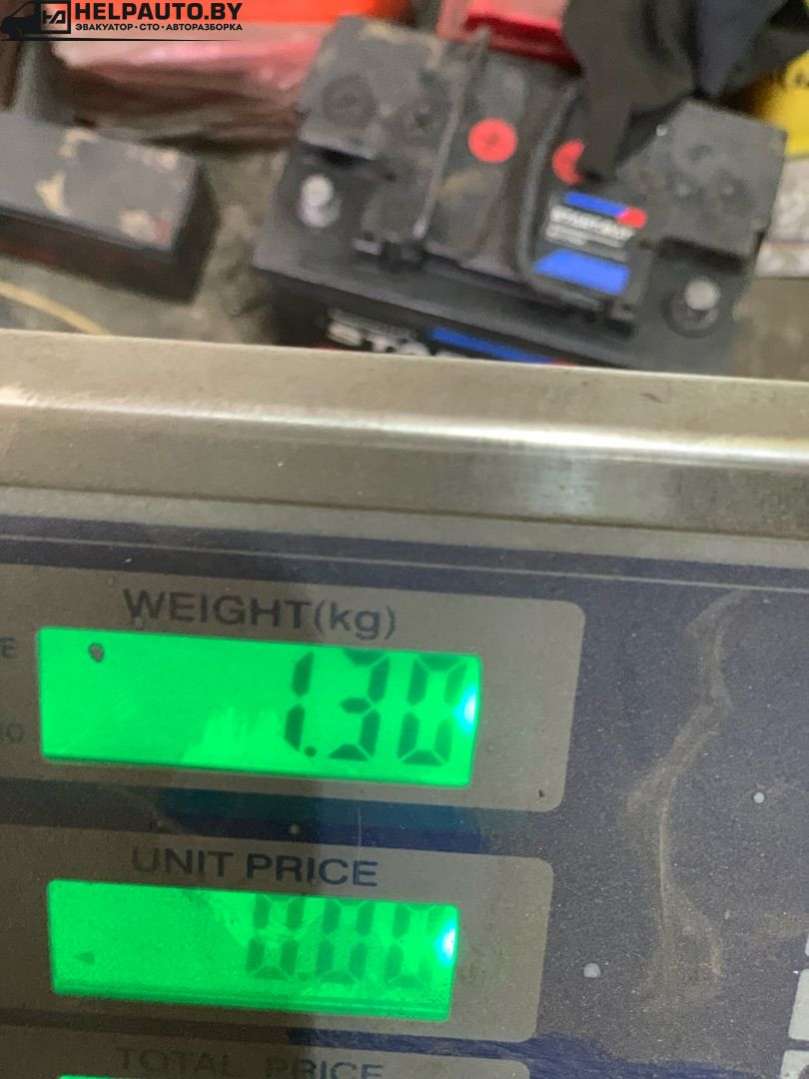 HELPAUTO.BY
ЭВАКУАТОР • СТО • АВТОРАЗБОРКА
WEIGHT(kg)
1.30
UNIT PRICE
0.00
TOTAL PRICE